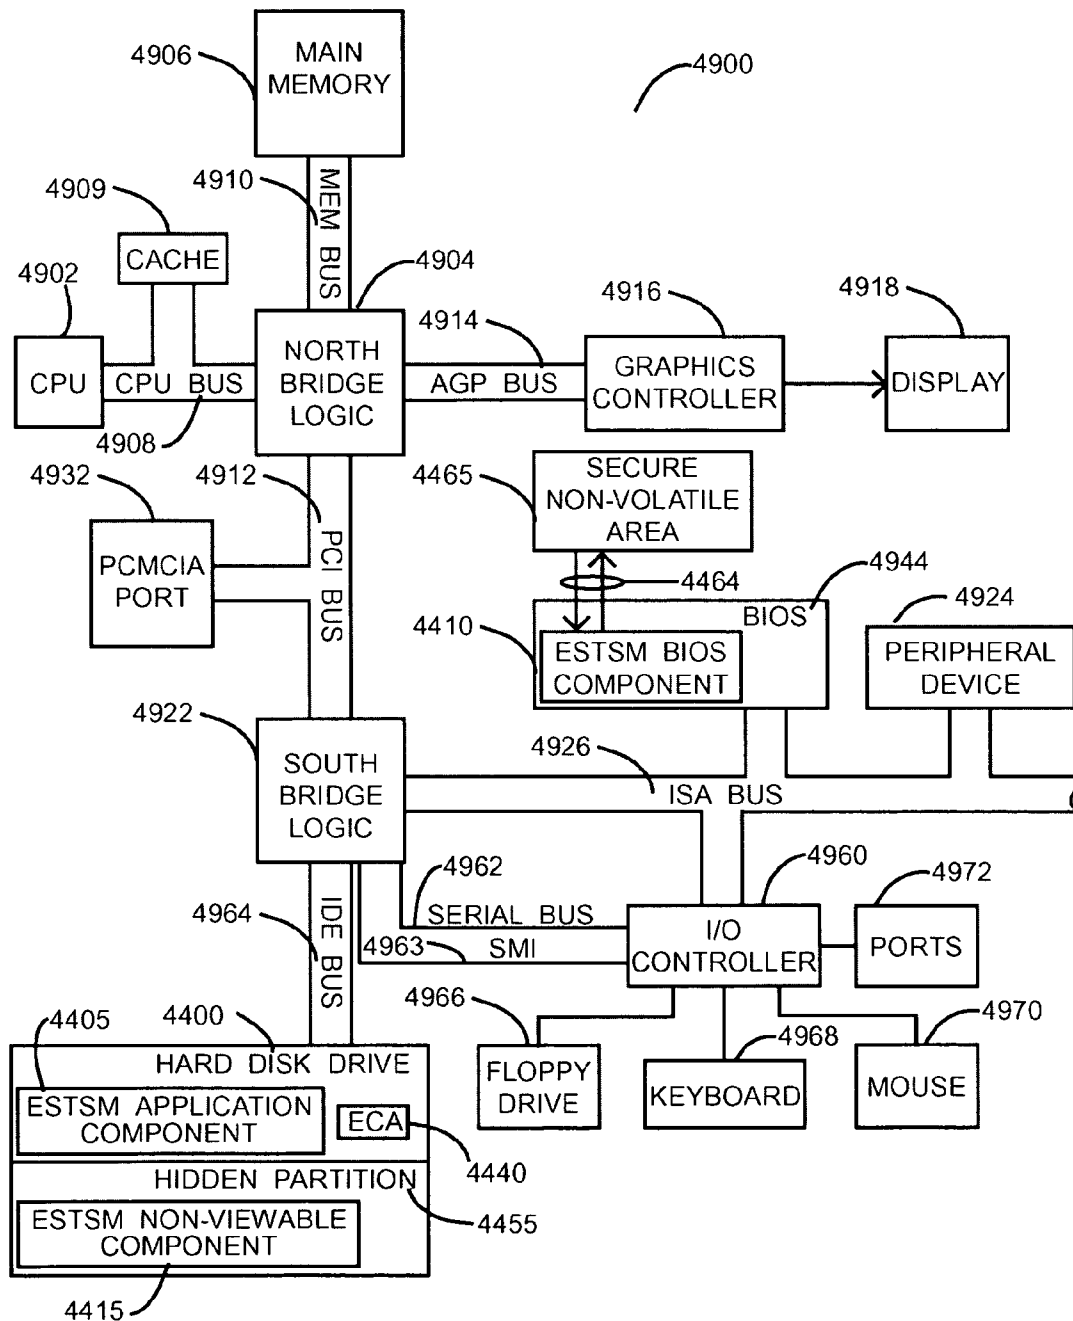 MAIN
MEMORY
4906
4900
4910
MEM BUS
4909
CACHE
4902
4904
4916
4918
4914
CPU
CPU BUS
NORTH
BRIDGE
LOGIC
AGP BUS
GRAPHICS
CONTROLLER
DISPLAY
4908
4932
4912
4465
SECURE
NON-VOLATILE
AREA
PCMCIA
PORT
PCI BUS
4464
4944
4924
BIOS
4410
ESTSM BIOS
COMPONENT
PERIPHERAL
DEVICE
4922
4926
SOUTH
BRIDGE
LOGIC
ISA BUS
4962
4960
4972
4964
IDE BUS
SERIAL BUS
4963
SMI
I/O
CONTROLLER
PORTS
4966
4968
4970
4405
4400
HARD DISK DRIVE
FLOPPY
DRIVE
KEYBOARD
MOUSE
ESTSM APPLICATION
COMPONENT
ECA
4440
HIDDEN PARTITION
4455
ESTSM NON-VIEWABLE
COMPONENT
4415